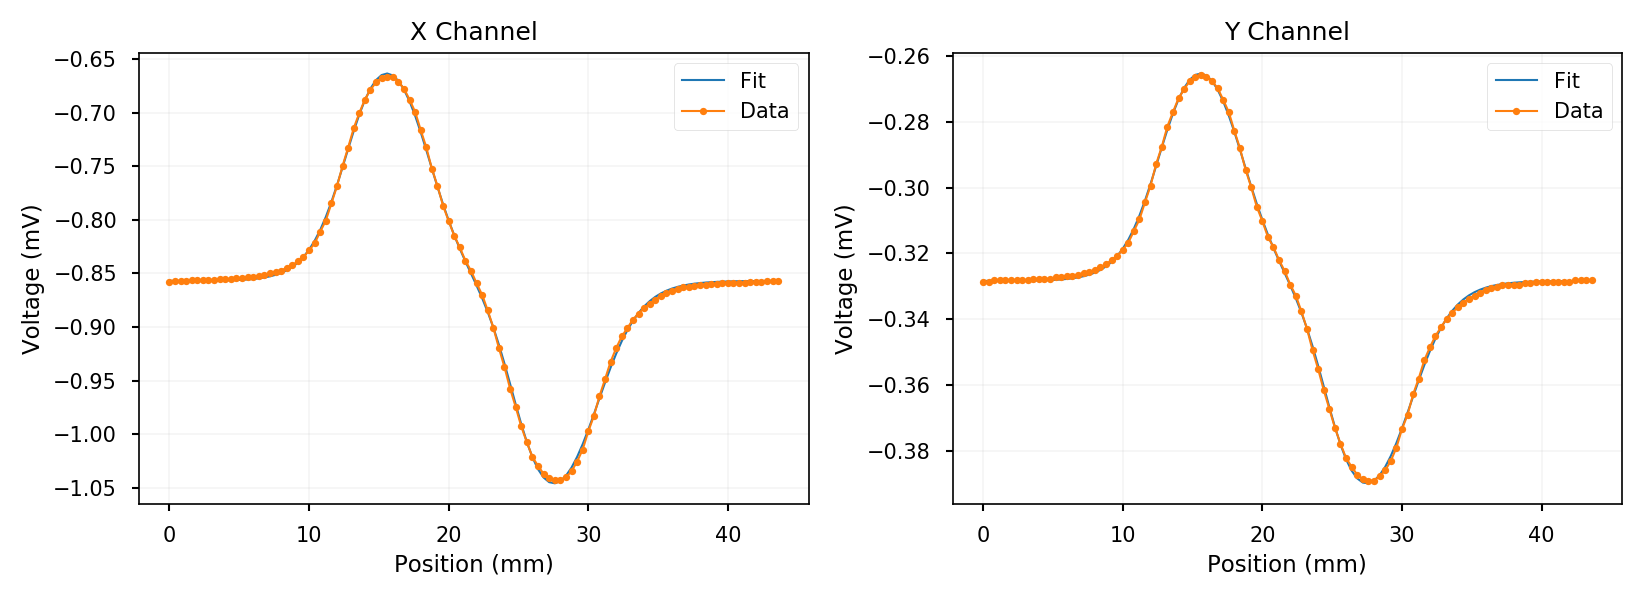 X Channel
Voltage (mV)
−0.65
−0.70
−0.75
−0.80
−0.85
−0.90
−0.95
−1.00
−1.05
Fit
Data
0 10 20 30 40
Position (mm)
Y Channel
Voltage (mV)
−0.26
−0.28
−0.30
−0.32
−0.34
−0.36
−0.38
Fit
Data
0 10 20 30 40
Position (mm)